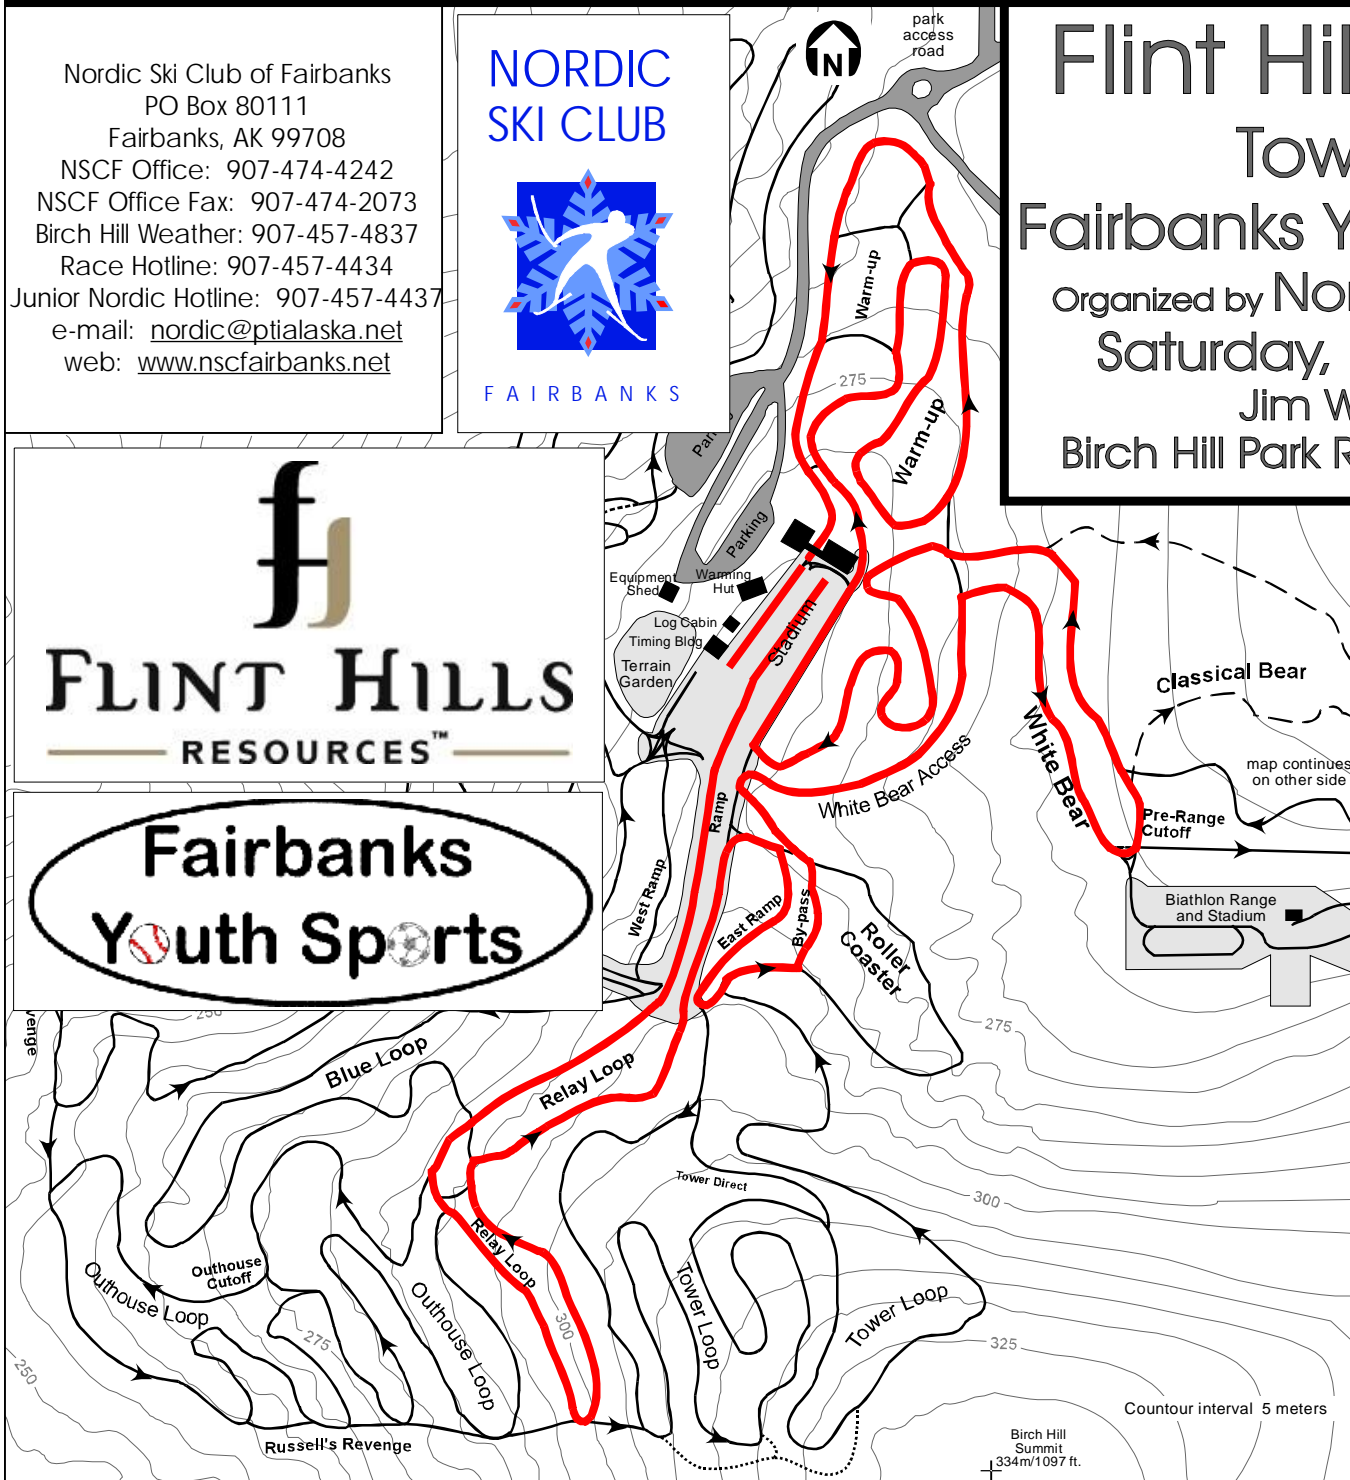 Nordic Ski Club of Fairbanks
PO Box 80111
Fairbanks, AK 99708
NSCF Office: 907-474-4242
NSCF Office Fax: 907-474-2073
Birch Hill Weather: 907-457-4837
Race Hotline: 907-457-4434
Junior Nordic Hotline: 907-457-4437
e-mail: nordic@ptialaska.net
web: www.nscfairbanks.net
NORDIC
SKI CLUB
FAIRBANKS
N
park
access
road
Flint Hil
Tow
Fairbanks Y
Organized by Nor
Saturday,
Jim W
Birch Hill Park R
FLINT HILLS
RESOURCES™
Fairbanks
Youth Sports
Warm-up
275
Warm-up
Parking
Equipment
Shed
Warming
Hut
Log Cabin
Timing Bldg
Terrain
Garden
Stadium
Classical Bear
White Bear
map continues
on other side
White Bear Access
Pre-Range
Cutoff
Ramp
West Ramp
East Ramp
By-pass
Roller
Coaster
Biathlon Range
and Stadium
250
venge
Blue Loop
Relay Loop
275
Tower Direct
300
Relay Loop
Outhouse
Cutoff
Outhouse Loop
Outhouse Loop
Tower Loop
Tower Loop
300
275
325
250
Russell's Revenge
Countour interval 5 meters
Birch Hill
Summit
334m/1097 ft.